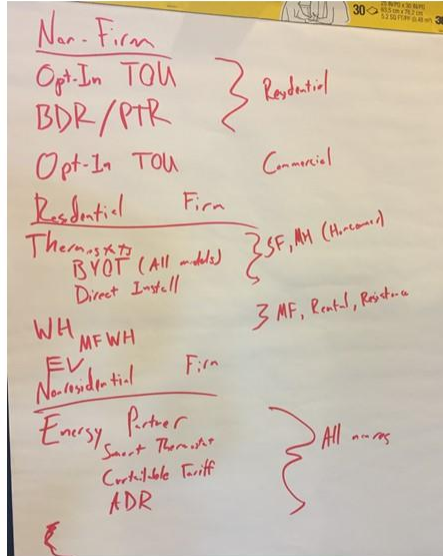 30
Non-Firm
Opt-In TOU
BDR/PTR
Residential
Opt-In TOU Commercial
Residential Firm
Thermostats
BYOT (All models)
Direct Install
SF, MH (Homeowner)
MF, Rental, Resistance
WH
MFWH
EV
Nonresidential Firm
Energy Partner
Smart Thermostat
Curtailable Tariff
ADR
All nonres